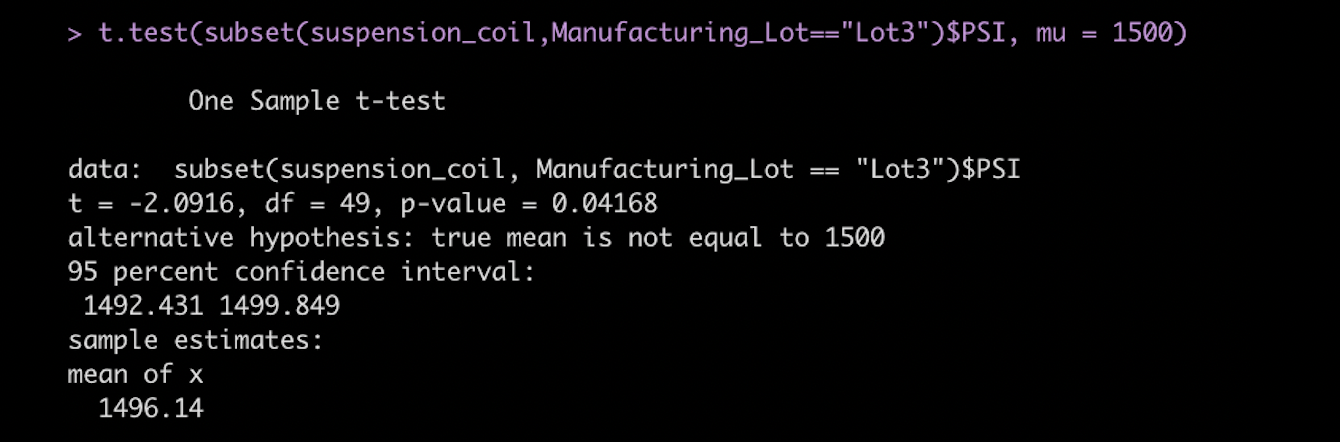 > t.test(subset(suspension_coil,Manufacturing_Lot=="Lot3")$PSI, mu = 1500)
One Sample t-test
data:  subset(suspension_coil, Manufacturing_Lot == "Lot3")$PSI
t = -2.0916, df = 49, p-value = 0.04168
alternative hypothesis: true mean is not equal to 1500
95 percent confidence interval:
 1492.431 1499.849
sample estimates:
mean of x
  1496.14